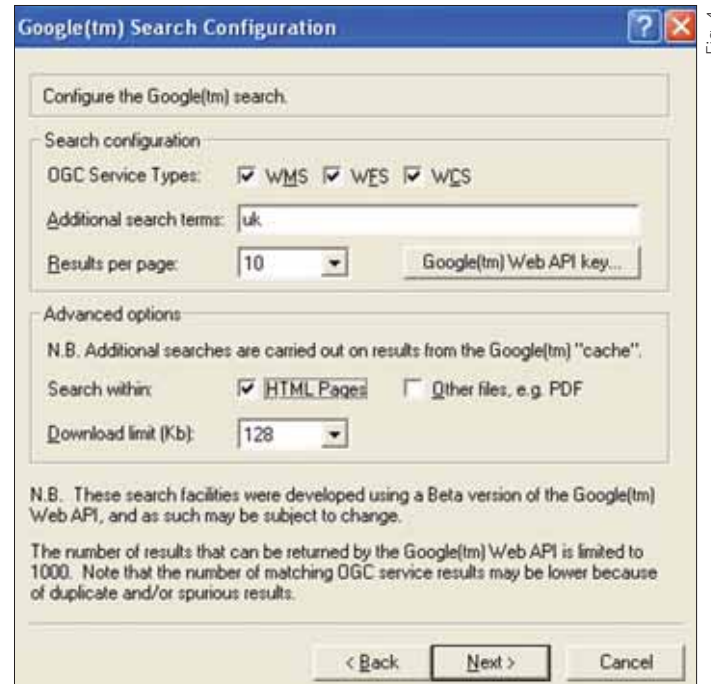 Google(tm) Search Configuration
Configure the Google(tm) search.
Search configuration
OGC Service Types: WMS WFS WCS
Additional search terms: uk
Results per page: 10 Google(tm) Web API key...
Advanced options
N.B. Additional searches are carried out on results from the Google(tm) "cache".
Search within: HTML Pages Other files, e.g. PDF
Download limit (Kb): 128
N.B. These search facilities were developed using a Beta version of the Google(tm)
Web API, and as such may be subject to change.
The number of results that can be returned by the Google(tm) Web API is limited to
1000. Note that the number of matching OGC service results may be lower because
of duplicate and/or spurious results.
< Back Next > Cancel